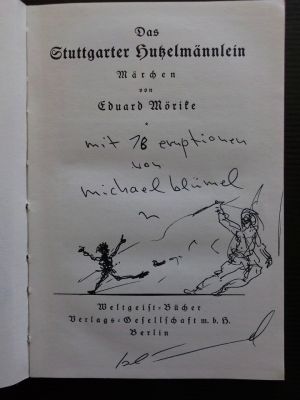 Das
Stuttgarter Hutzelmännlein
Märchen
von
Eduard Mörike
*
mit 18 eruptionen
von
michael blümel
Weltgeist-Bücher
Verlags-Gesellschaft m. b. H.
Berlin